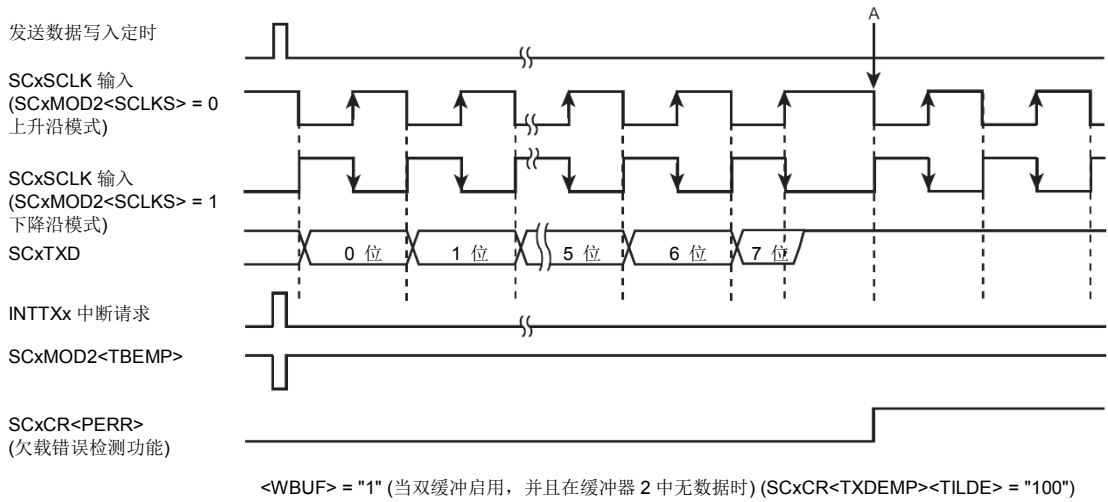 A
发送数据写入定时
SCxSCLK 输入
(SCxMOD2<SCLKS> = 0
上升沿模式)
SCxSCLK 输入
(SCxMOD2<SCLKS> = 1
下降沿模式)
SCxTXD
0 位
1 位
5 位
6 位
7 位
INTTXx 中断请求
SCxMOD2<TBEMP>
SCxCR<PERR>
(欠载错误检测功能)
<WBUF> = "1" (当双缓冲启用，并且在缓冲器 2 中无数据时) (SCxCR<TXDEMP><TILDE> = "100")